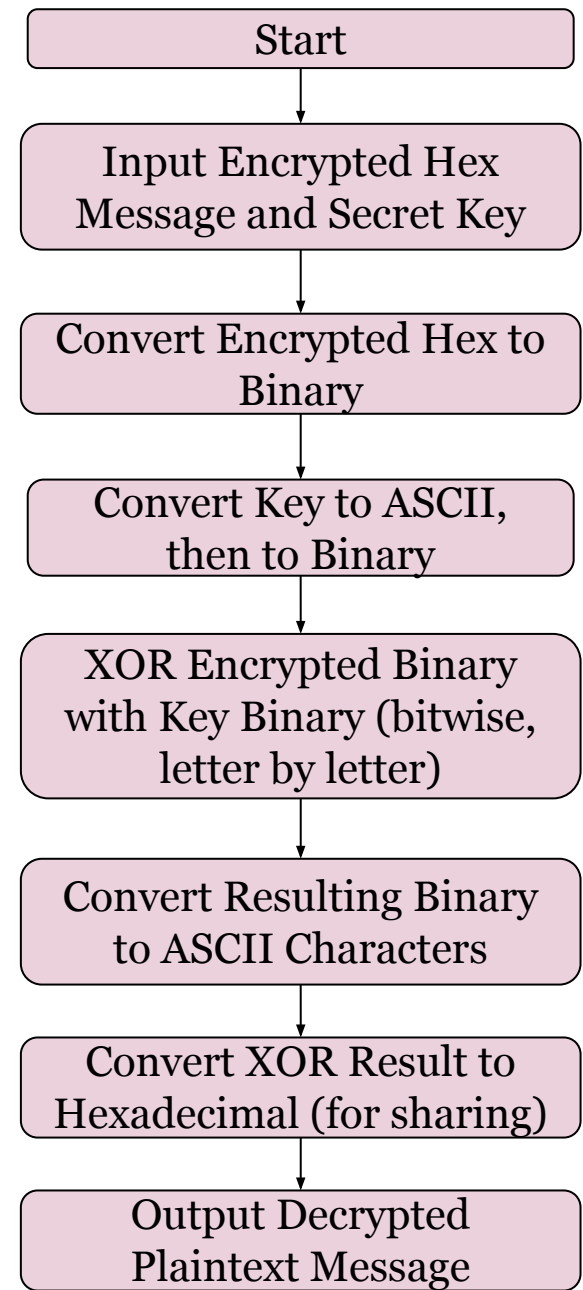 Start
Input Encrypted Hex
Message and Secret Key
Convert Encrypted Hex to
Binary
Convert Key to ASCII,
then to Binary
XOR Encrypted Binary
with Key Binary (bitwise,
letter by letter)
Convert Resulting Binary
to ASCII Characters
Convert XOR Result to
Hexadecimal (for sharing)
Output Decrypted
Plaintext Message